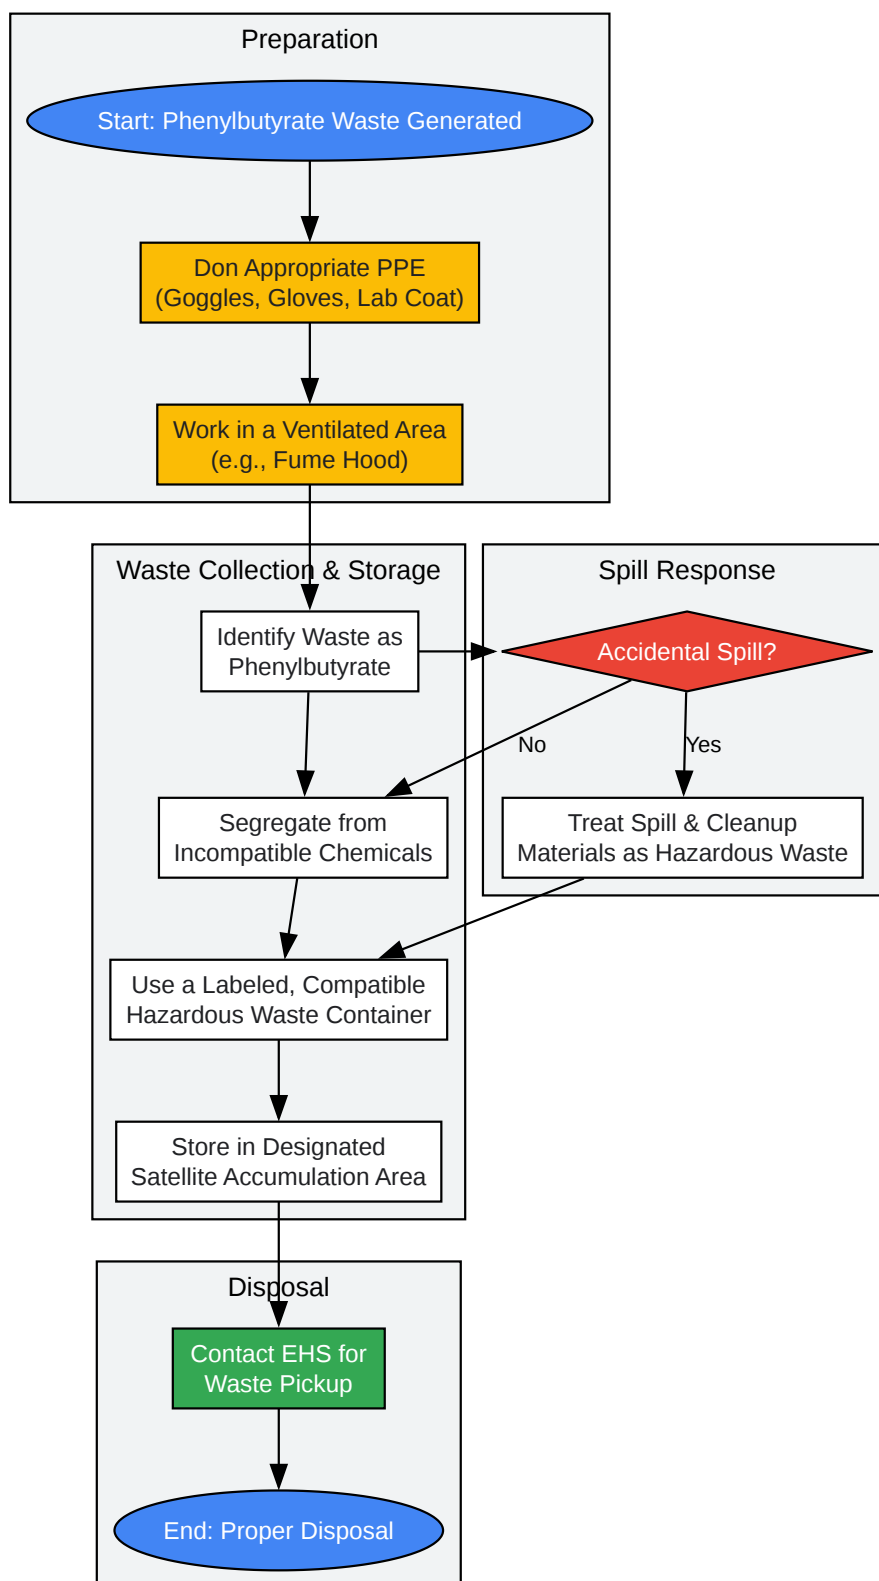 Preparation
Start: Phenylbutyrate Waste Generated
Don Appropriate PPE
(Goggles, Gloves, Lab Coat)
Work in a Ventilated Area
(e.g., Fume Hood)
Waste Collection & Storage
Spill Response
Identify Waste as
Phenylbutyrate
Accidental Spill?
No
Yes
Segregate from
Incompatible Chemicals
Treat Spill & Cleanup
Materials as Hazardous Waste
Use a Labeled, Compatible
Hazardous Waste Container
Store in Designated
Satellite Accumulation Area
Disposal
Contact EHS for
Waste Pickup
End: Proper Disposal